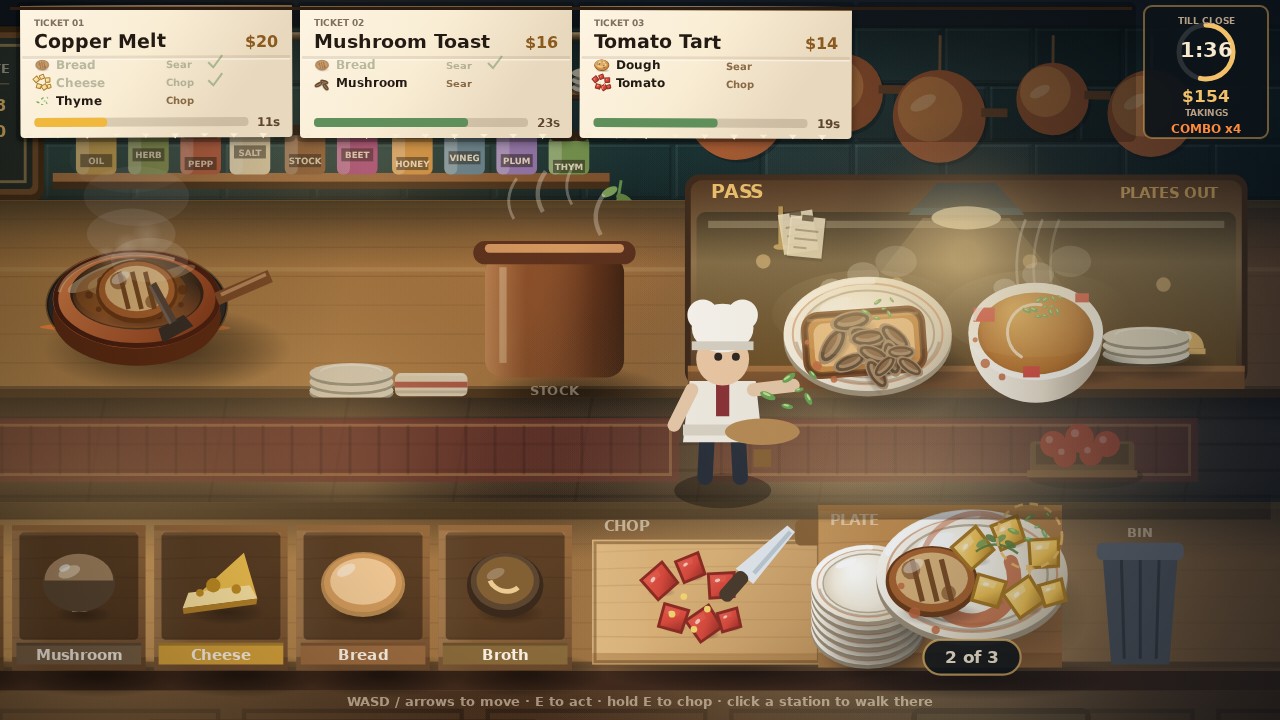 TICKET 01
Copper Melt $20
Bread Sear
Cheese Chop
Thyme Chop
11s
TICKET 02
Mushroom Toast $16
Bread Sear
Mushroom Sear
23s
TICKET 03
Tomato Tart $14
Dough Sear
Tomato Chop
19s
TILL CLOSE
1:36
$154
TAKINGS
COMBO x4
OIL
HERB
PEPP
SALT
STOCK
BEET
HONEY
VINEG
PLUM
THYM
PASS
PLATES OUT
STOCK
CHOP
PLATE
BIN
Mushroom
Cheese
Bread
Broth
2 of 3
WASD / arrows to move · E to act · hold E to chop · click a station to walk there